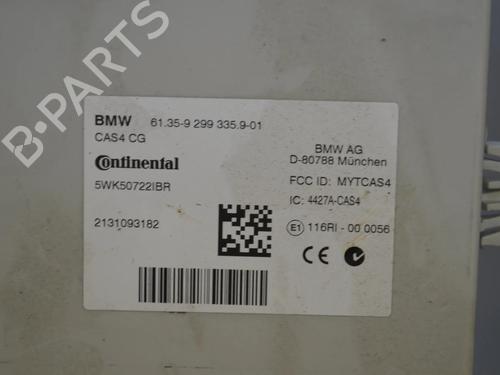 BMW 61.35-9 299 335.9-01
CAS4 CG
Continental
5WK50722IBR
2131093182
BMW AG
D-80788 München
FCC ID: MYTCAS4
IC: 4427A-CAS4
E1 116RI - 00 0056
CE
B-PARTS